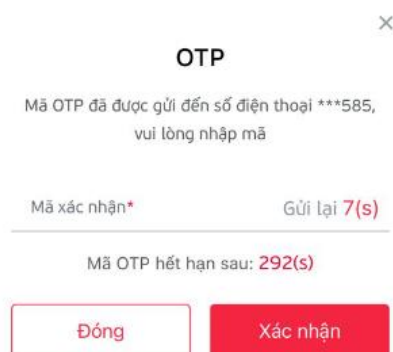 OTP
Mã OTP đã được gửi đến số điện thoại ***585,
vui lòng nhập mã
Mã xác nhận* Gửi lại 7(s)
Mã OTP hết hạn sau: 292(s)
Đóng Xác nhận